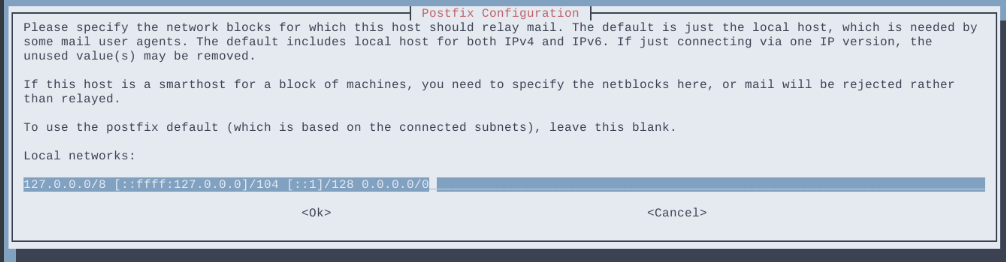 Postfix Configuration
Please specify the network blocks for which this host should relay mail. The default is just the local host, which is needed by
some mail user agents. The default includes local host for both IPv4 and IPv6. If just connecting via one IP version, the
unused value(s) may be removed.
If this host is a smarthost for a block of machines, you need to specify the netblocks here, or mail will be rejected rather
than relayed.
To use the postfix default (which is based on the connected subnets), leave this blank.
Local networks:
127.0.0.0/8 [::ffff:127.0.0.0]/104 [::1]/128 0.0.0.0/0
<Ok> <Cancel>